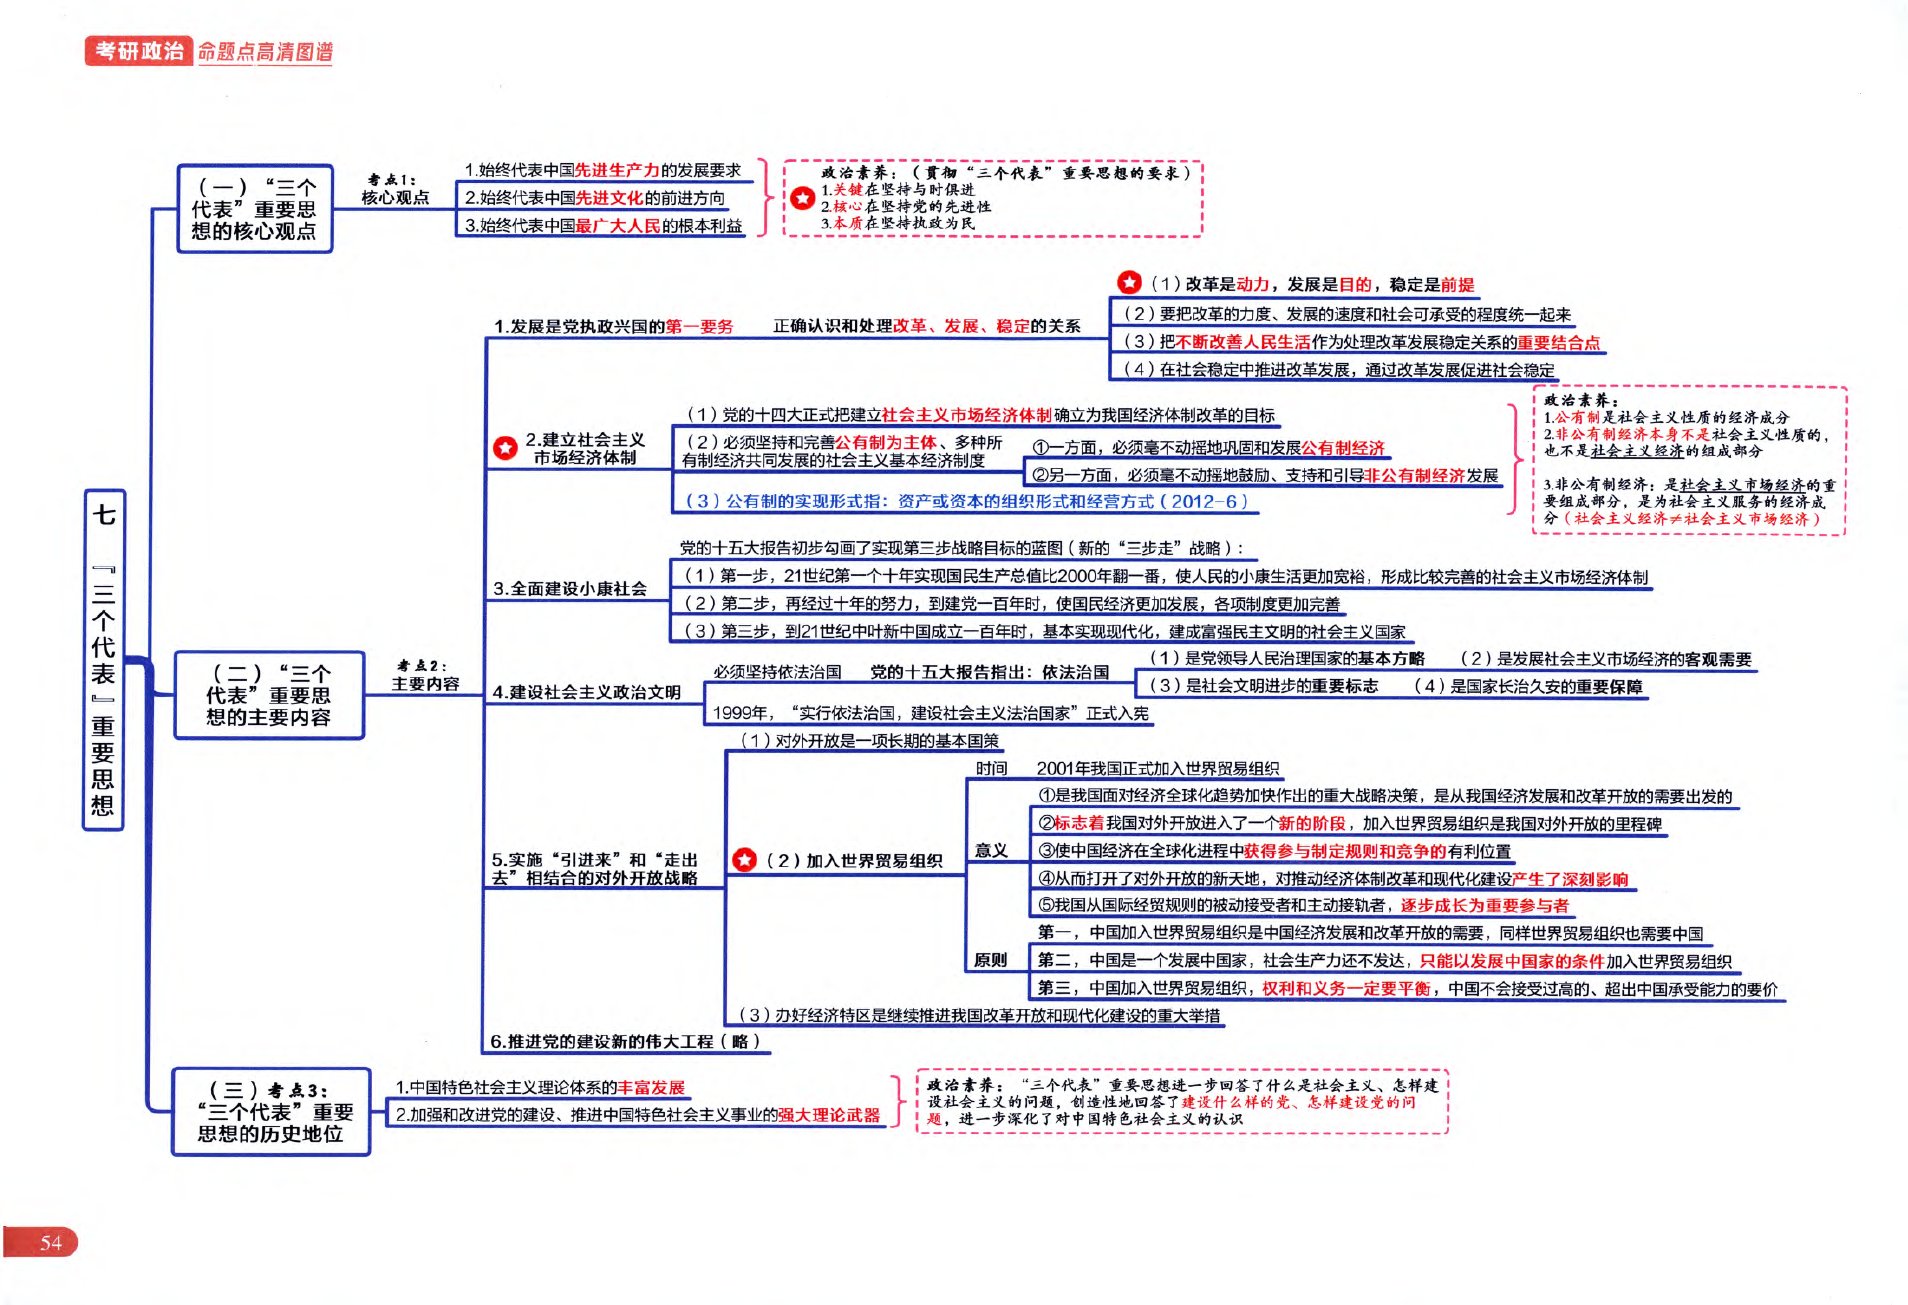 考研政治 命题点高清图谱
七 『三个代表』重要思想
（一）“三个
代表”重要思
想的核心观点
考点1：
核心观点
1.始终代表中国先进生产力的发展要求
2.始终代表中国先进文化的前进方向
3.始终代表中国最广大人民的根本利益
政治素养：（贯彻“三个代表”重要思想的要求）
1.关键在坚持与时俱进
2.核心在坚持党的先进性
3.本质在坚持执政为民
（二）“三个
代表”重要思
想的主要内容
考点2：
主要内容
1.发展是党执政兴国的第一要务
正确认识和处理改革、发展、稳定的关系
（1）改革是动力，发展是目的，稳定是前提
（2）要把改革的力度、发展的速度和社会可承受的程度统一起来
（3）把不断改善人民生活作为处理改革发展稳定关系的重要结合点
（4）在社会稳定中推进改革发展，通过改革发展促进社会稳定
2.建立社会主义
市场经济体制
（1）党的十四大正式把建立社会主义市场经济体制确立为我国经济体制改革的目标
（2）必须坚持和完善公有制为主体、多种所
有制经济共同发展的社会主义基本经济制度
①一方面，必须毫不动摇地巩固和发展公有制经济
②另一方面，必须毫不动摇地鼓励、支持和引导非公有制经济发展
（3）公有制的实现形式指：资产或资本的组织形式和经营方式（2012-6）
政治素养：
1.公有制是社会主义性质的经济成分
2.非公有制经济本身不是社会主义性质的，
也不是社会主义经济的组成部分
3.非公有制经济：是社会主义市场经济的重
要组成部分，是为社会主义服务的经济成
分（社会主义经济≠社会主义市场经济）
3.全面建设小康社会
党的十五大报告初步勾画了实现第三步战略目标的蓝图（新的“三步走”战略）：
（1）第一步，21世纪第一个十年实现国民生产总值比2000年翻一番，使人民的小康生活更加宽裕，形成比较完善的社会主义市场经济体制
（2）第二步，再经过十年的努力，到建党一百年时，使国民经济更加发展，各项制度更加完善
（3）第三步，到21世纪中叶新中国成立一百年时，基本实现现代化，建成富强民主文明的社会主义国家
4.建设社会主义政治文明
必须坚持依法治国 党的十五大报告指出：依法治国
（1）是党领导人民治理国家的基本方略 （2）是发展社会主义市场经济的客观需要
（3）是社会文明进步的重要标志 （4）是国家长治久安的重要保障
1999年，“实行依法治国，建设社会主义法治国家”正式入宪
5.实施“引进来”和“走出
去”相结合的对外开放战略
（1）对外开放是一项长期的基本国策
（2）加入世界贸易组织
时间 2001年我国正式加入世界贸易组织
意义
①是我国面对经济全球化趋势加快作出的重大战略决策，是从我国经济发展和改革开放的需要出发的
②标志着我国对外开放进入了一个新的阶段，加入世界贸易组织是我国对外开放的里程碑
③使中国经济在全球化进程中获得参与制定规则和竞争的有利位置
④从而打开了对外开放的新天地，对推动经济体制改革和现代化建设产生了深刻影响
⑤我国从国际经贸规则的被动接受者和主动接轨者，逐步成长为重要参与者
原则
第一，中国加入世界贸易组织是中国经济发展和改革开放的需要，同样世界贸易组织也需要中国
第二，中国是一个发展中国家，社会生产力还不发达，只能以发展中国家的条件加入世界贸易组织
第三，中国加入世界贸易组织，权利和义务一定要平衡，中国不会接受过高的、超出中国承受能力的要价
（3）办好经济特区是继续推进我国改革开放和现代化建设的重大举措
6.推进党的建设新的伟大工程（略）
（三）考点3：
“三个代表”重要
思想的历史地位
1.中国特色社会主义理论体系的丰富发展
2.加强和改进党的建设、推进中国特色社会主义事业的强大理论武器
政治素养：“三个代表”重要思想进一步回答了什么是社会主义、怎样建
设社会主义的问题，创造性地回答了建设什么样的党、怎样建设党的问
题，进一步深化了对中国特色社会主义的认识
54